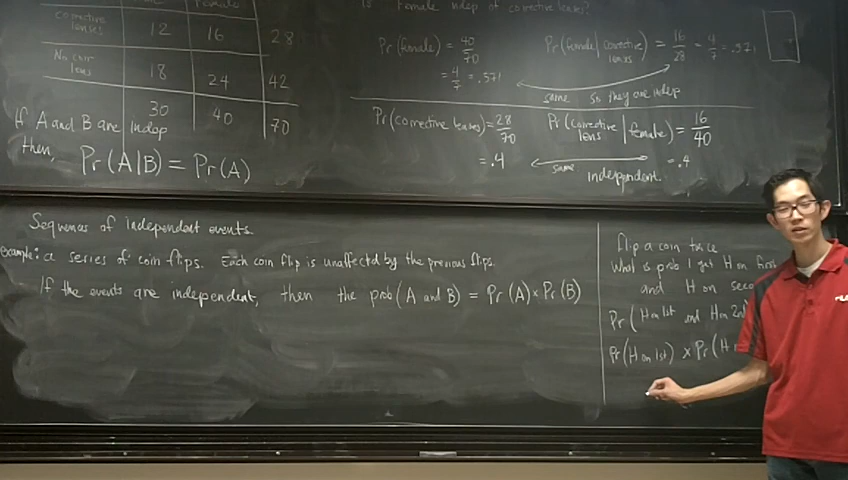 Female
Is Female indep of corrective lenses?
corrective lenses 12 16 28
No corr lens 18 24 42
30 40 70
If A and B are indep
then, Pr(A|B) = Pr(A)
Pr(female) = 40/70
= 4/7 = .571
Pr(female | corrective lenses) = 16/28 = 4/7 = .571
same so they are indep
Pr(corrective lenses) = 28/70
= .4
Pr(corrective lens | female) = 16/40
= .4
same independent.
Sequences of independent events.
example: a series of coin flips. Each coin flip is unaffected by the previous flips.
If the events are independent, then the prob(A and B) = Pr(A) × Pr(B)
flip a coin twice
what is prob I get H on first
and H on seco
Pr(H on 1st and H on 2nd
Pr(H on 1st) × Pr(H